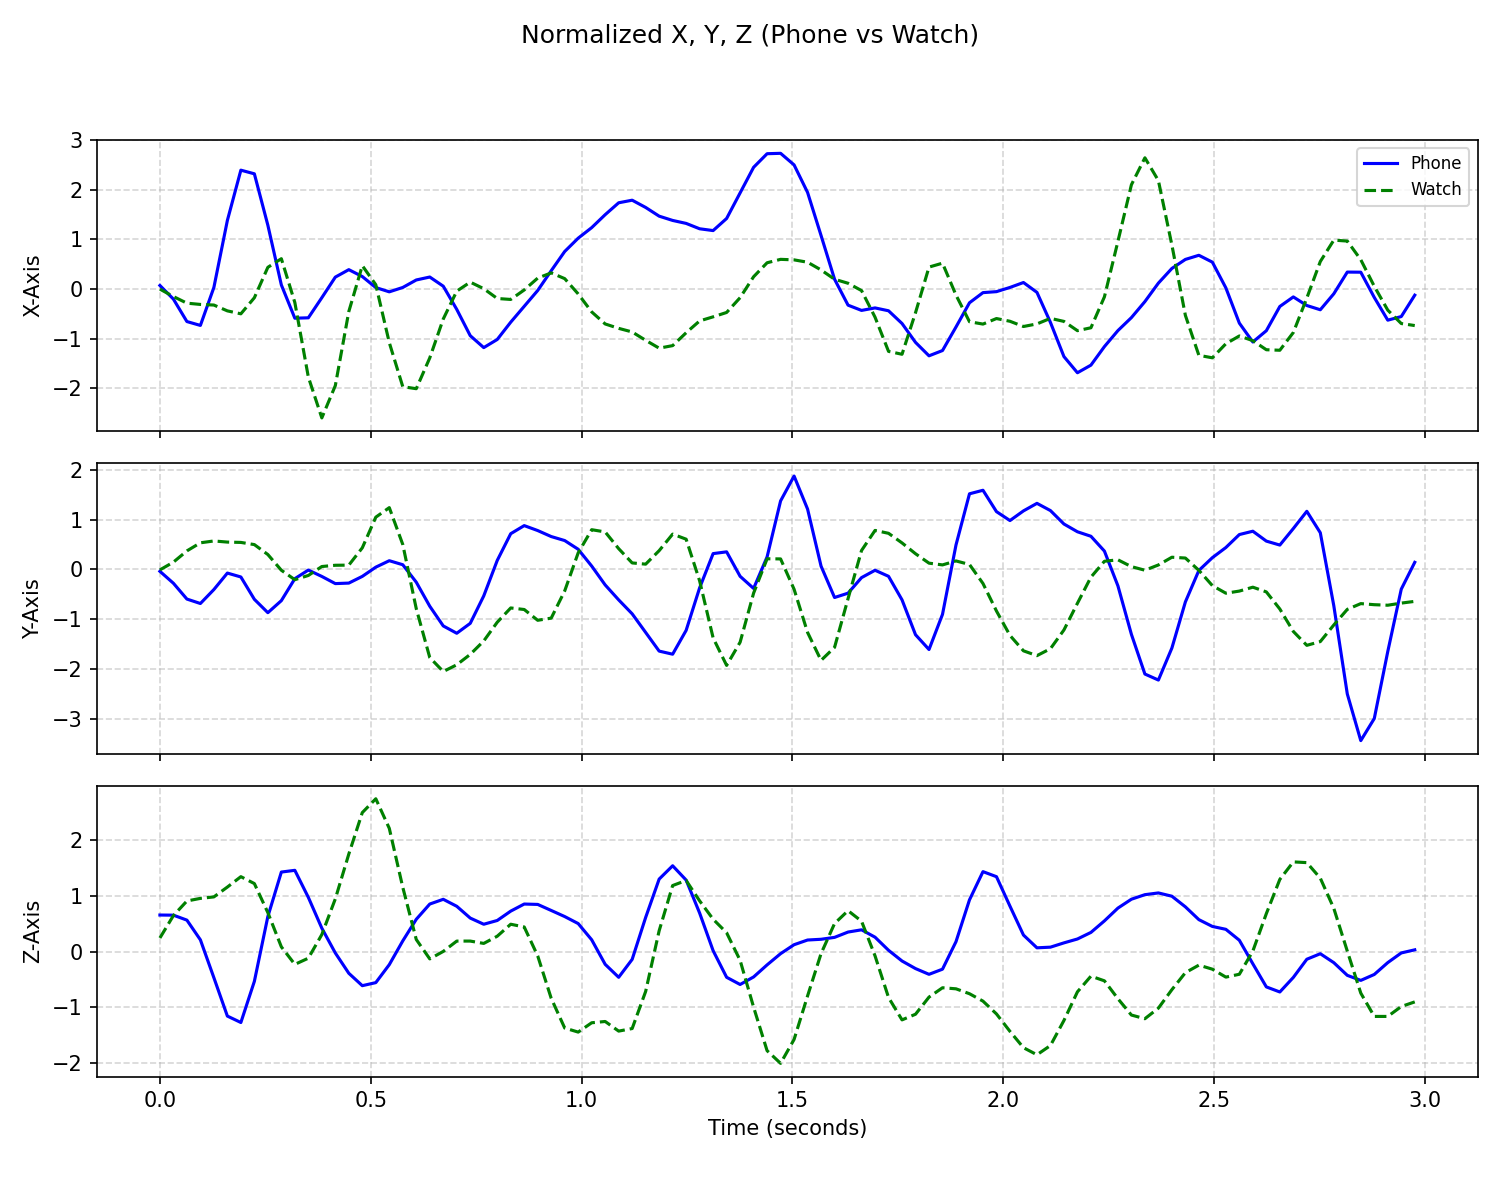 Normalized X, Y, Z (Phone vs Watch)
3
2
1
0
−1
−2
X-Axis
Phone
Watch
2
1
0
−1
−2
−3
Y-Axis
2
1
0
−1
−2
Z-Axis
0.0 0.5 1.0 1.5 2.0 2.5 3.0
Time (seconds)